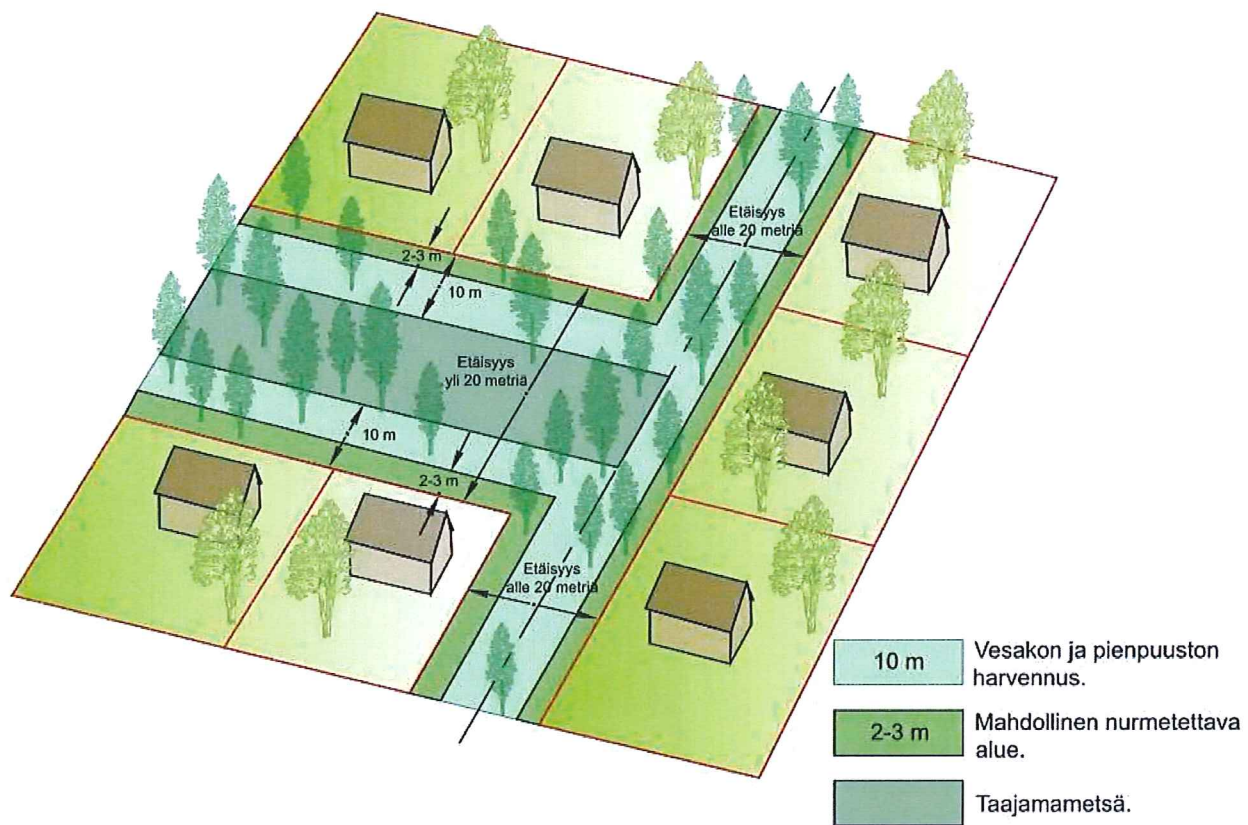 Etäisyys
alle 20 metriä
2-3 m
10 m
Etäisyys
yli 20 metriä
10 m
2-3 m
Etäisyys
alle 20 metriä
10 m
Vesakon ja pienpuuston
harvennus.
2-3 m
Mahdollinen nurmetettava
alue.
Taajametsä.